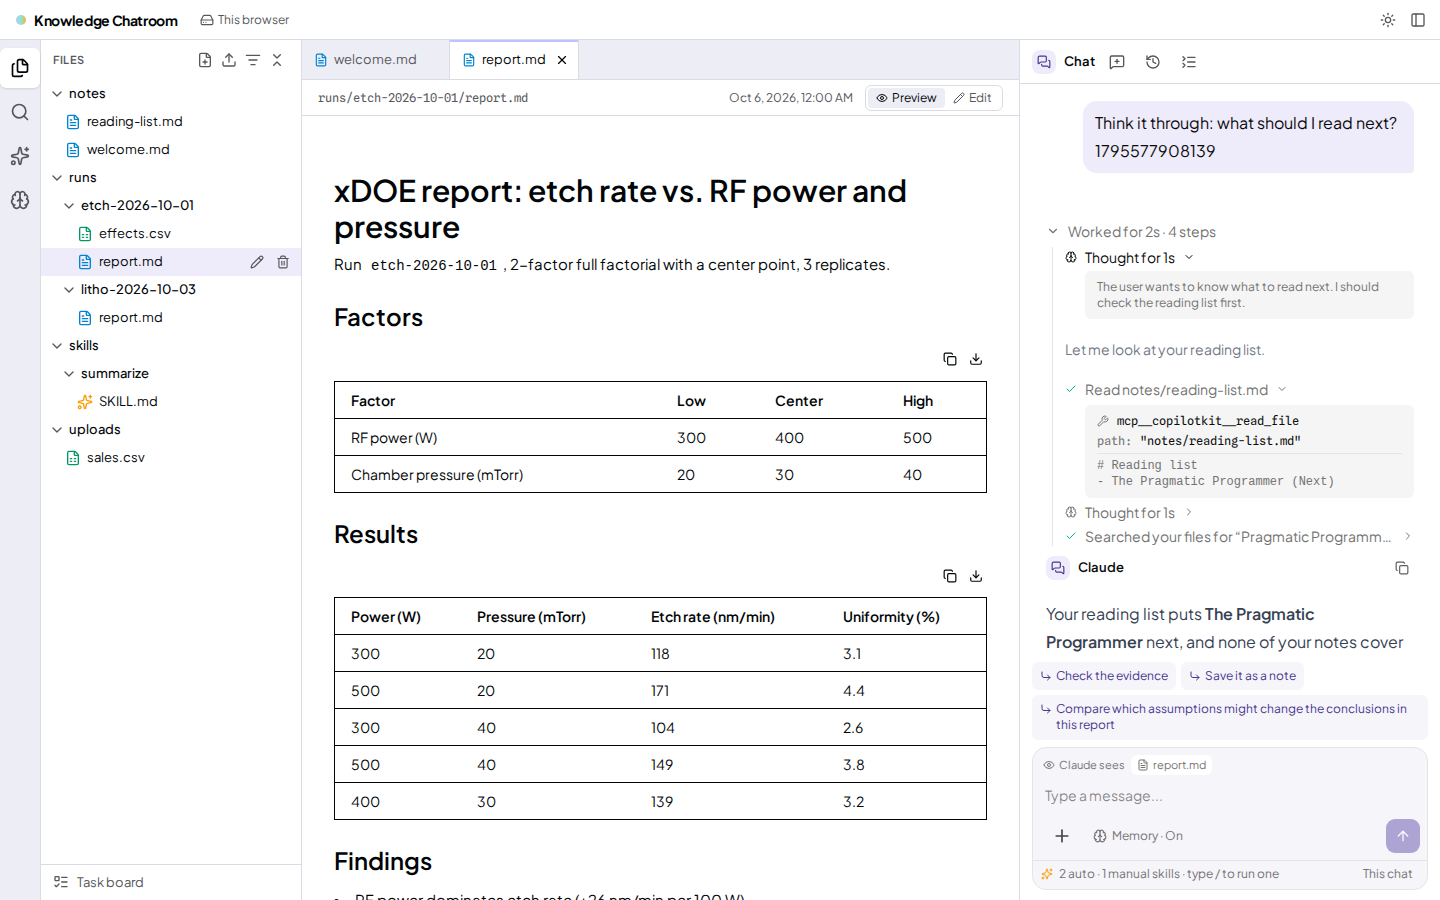 Knowledge Chatroom
This browser
FILES
notes
reading-list.md
welcome.md
runs
etch-2026-10-01
effects.csv
report.md
litho-2026-10-03
report.md
skills
summarize
SKILL.md
uploads
sales.csv
Task board
welcome.md
report.md
runs/etch-2026-10-01/report.md
Oct 6, 2026, 12:00 AM
Preview
Edit
xDOE report: etch rate vs. RF power and
pressure
Run etch-2026-10-01 , 2-factor full factorial with a center point, 3 replicates.
Factors
Factor Low Center High
RF power (W) 300 400 500
Chamber pressure (mTorr) 20 30 40
Results
Power (W) Pressure (mTorr) Etch rate (nm/min) Uniformity (%)
300 20 118 3.1
500 20 171 4.4
300 40 104 2.6
500 40 149 3.8
400 30 139 3.2
Findings
RF power dominates etch rate (+26 nm/min per 100 W)
Chat
Think it through: what should I read next?
1795577908139
Worked for 2s · 4 steps
Thought for 1s
The user wants to know what to read next. I should
check the reading list first.
Let me look at your reading list.
Read notes/reading-list.md
mcp__copilotkit__read_file
path: "notes/reading-list.md"
# Reading list
- The Pragmatic Programmer (Next)
Thought for 1s
Searched your files for “Pragmatic Programm...
Claude
Your reading list puts The Pragmatic
Programmer next, and none of your notes cover
Check the evidence
Save it as a note
Compare which assumptions might change the conclusions in
this report
Claude sees
report.md
Type a message...
Memory · On
2 auto · 1 manual skills · type / to run one
This chat